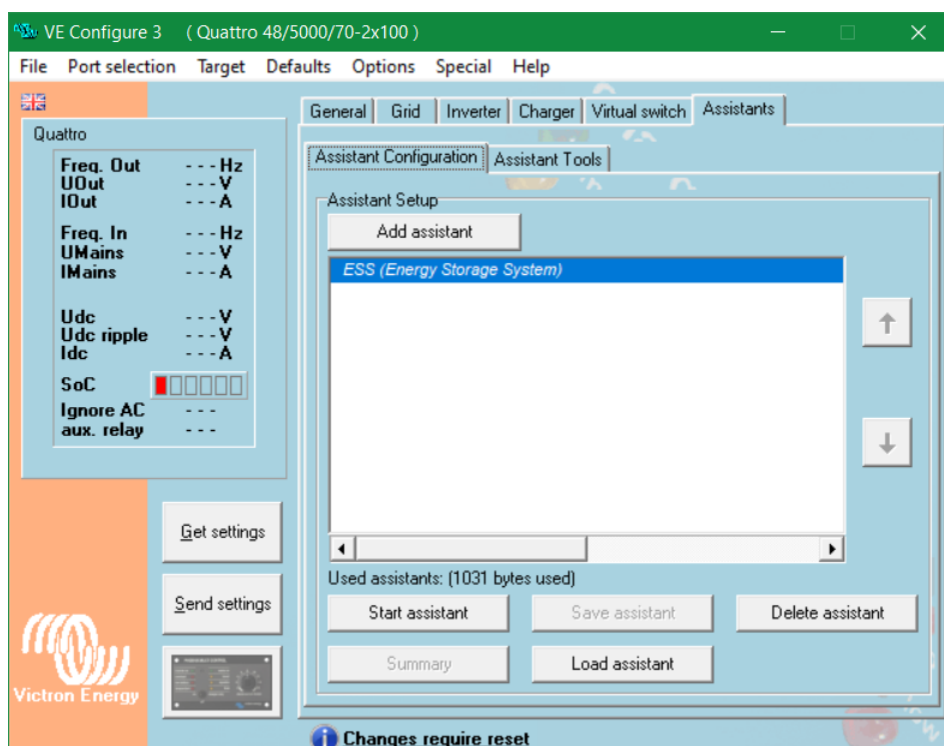 VE Configure 3 ( Quattro 48/5000/70-2x100 )
File Port selection Target Defaults Options Special Help
General Grid Inverter Charger Virtual switch Assistants
Quattro
Freq. Out - - - Hz
UOut - - - V
IOut - - - A
Freq. In - - - Hz
UMains - - - V
IMains - - - A
Udc - - - V
Udc ripple - - - V
Idc - - - A
SoC
Ignore AC - - -
aux. relay - - -
Assistant Configuration Assistant Tools
Assistant Setup
Add assistant
ESS (Energy Storage System)
Used assistants: (1031 bytes used)
Start assistant Save assistant Delete assistant
Summary Load assistant
Get settings
Send settings
Victron Energy
Changes require reset